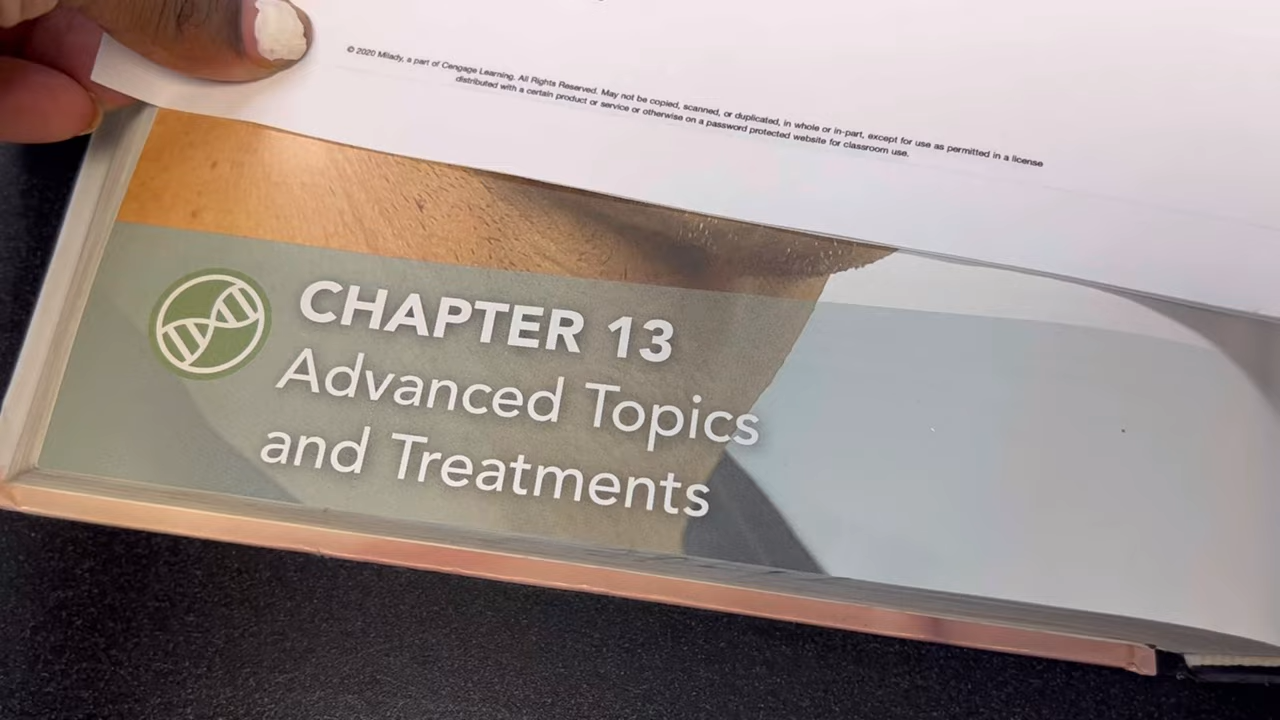 © 2020 Milady, a part of Cengage Learning. All Rights Reserved. May not be copied, scanned, or duplicated, in whole or in-part, except for use as permitted in a license
distributed with a certain product or service or otherwise on a password protected website for classroom use.
CHAPTER 13
Advanced Topics
and Treatments